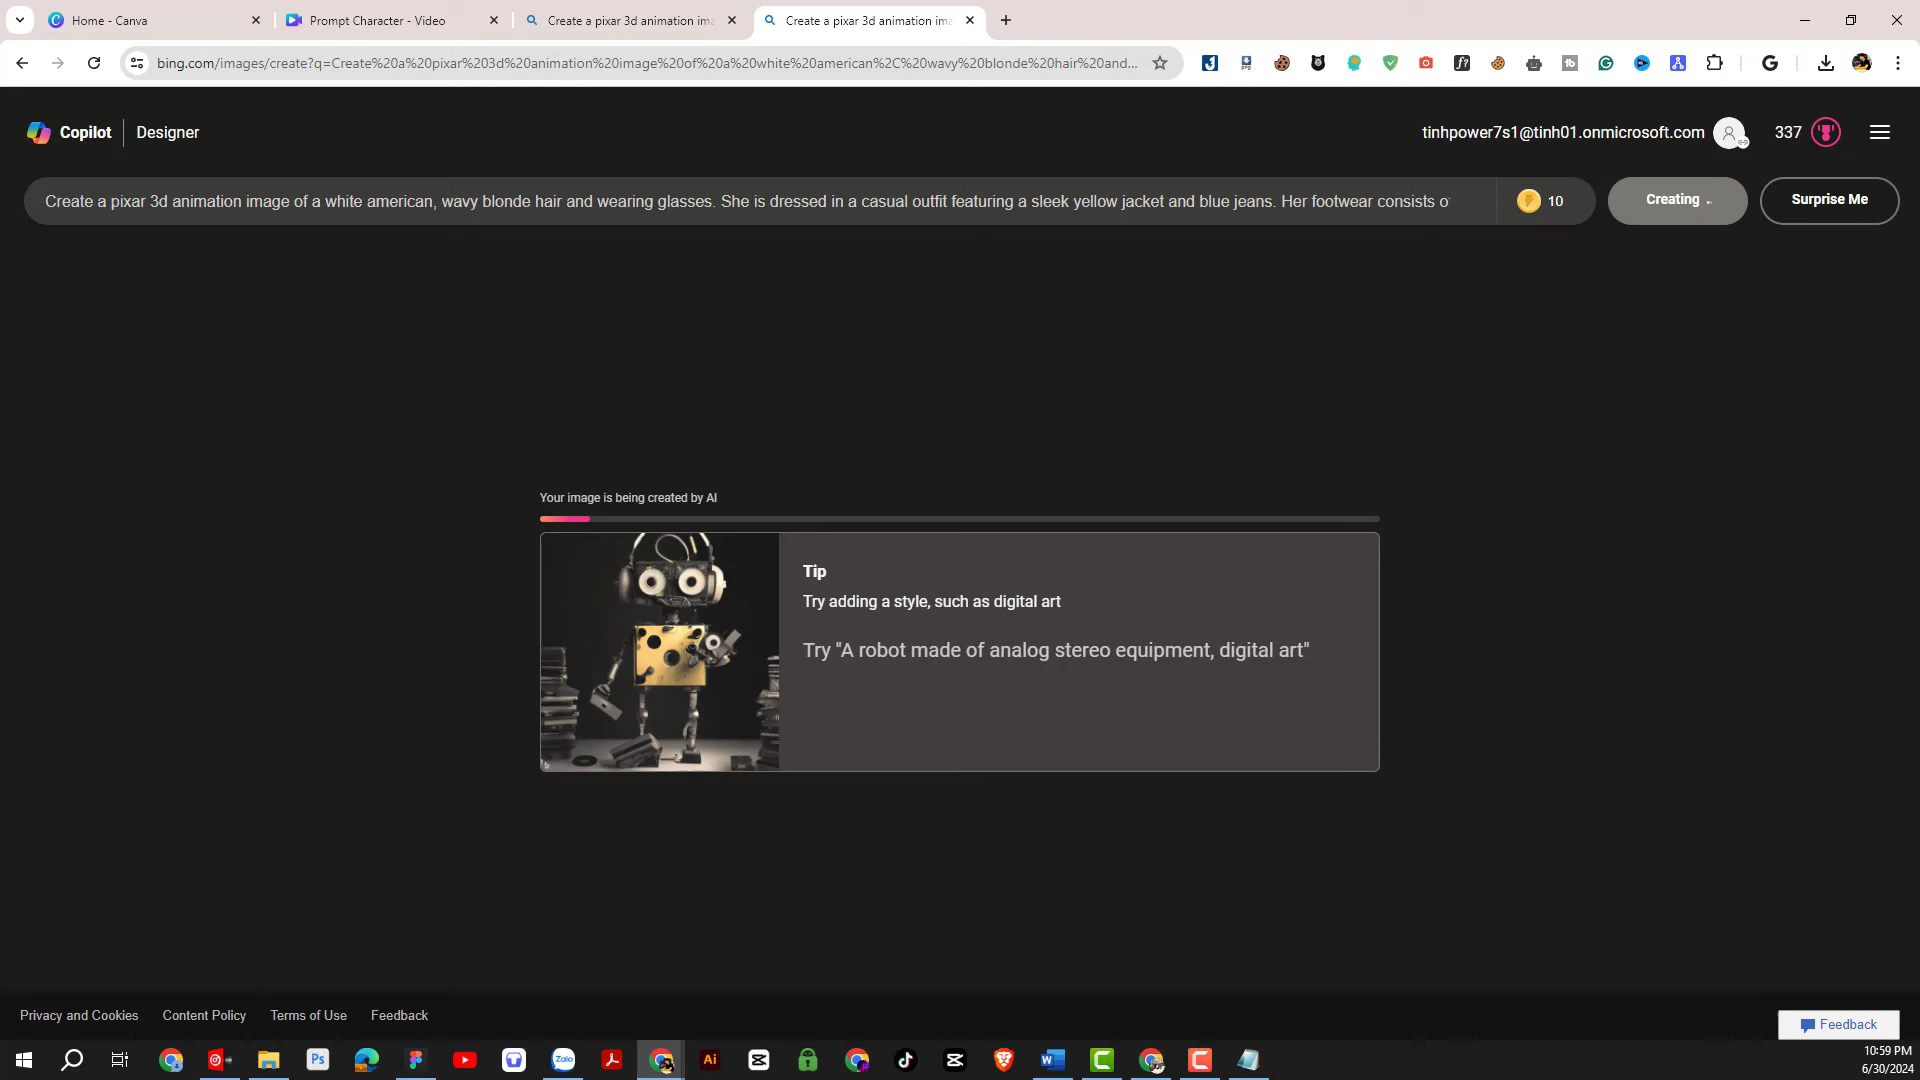 Home - Canva
Prompt Character - Video
Create a pixar 3d animation im
Create a pixar 3d animation im
bing.com/images/create?q=Create%20a%20pixar%203d%20animation%20image%20of%20a%20white%20american%2C%20wavy%20blonde%20hair%20and...
Copilot
Designer
tinhpower7s1@tinh01.onmicrosoft.com
337
Create a pixar 3d animation image of a white american, wavy blonde hair and wearing glasses. She is dressed in a casual outfit featuring a sleek yellow jacket and blue jeans. Her footwear consists o
10
Creating
Surprise Me
Your image is being created by AI
Tip
Try adding a style, such as digital art
Try "A robot made of analog stereo equipment, digital art"
Privacy and Cookies
Content Policy
Terms of Use
Feedback
Feedback
Ps
Zalo
Ai
10:59 PM
6/30/2024